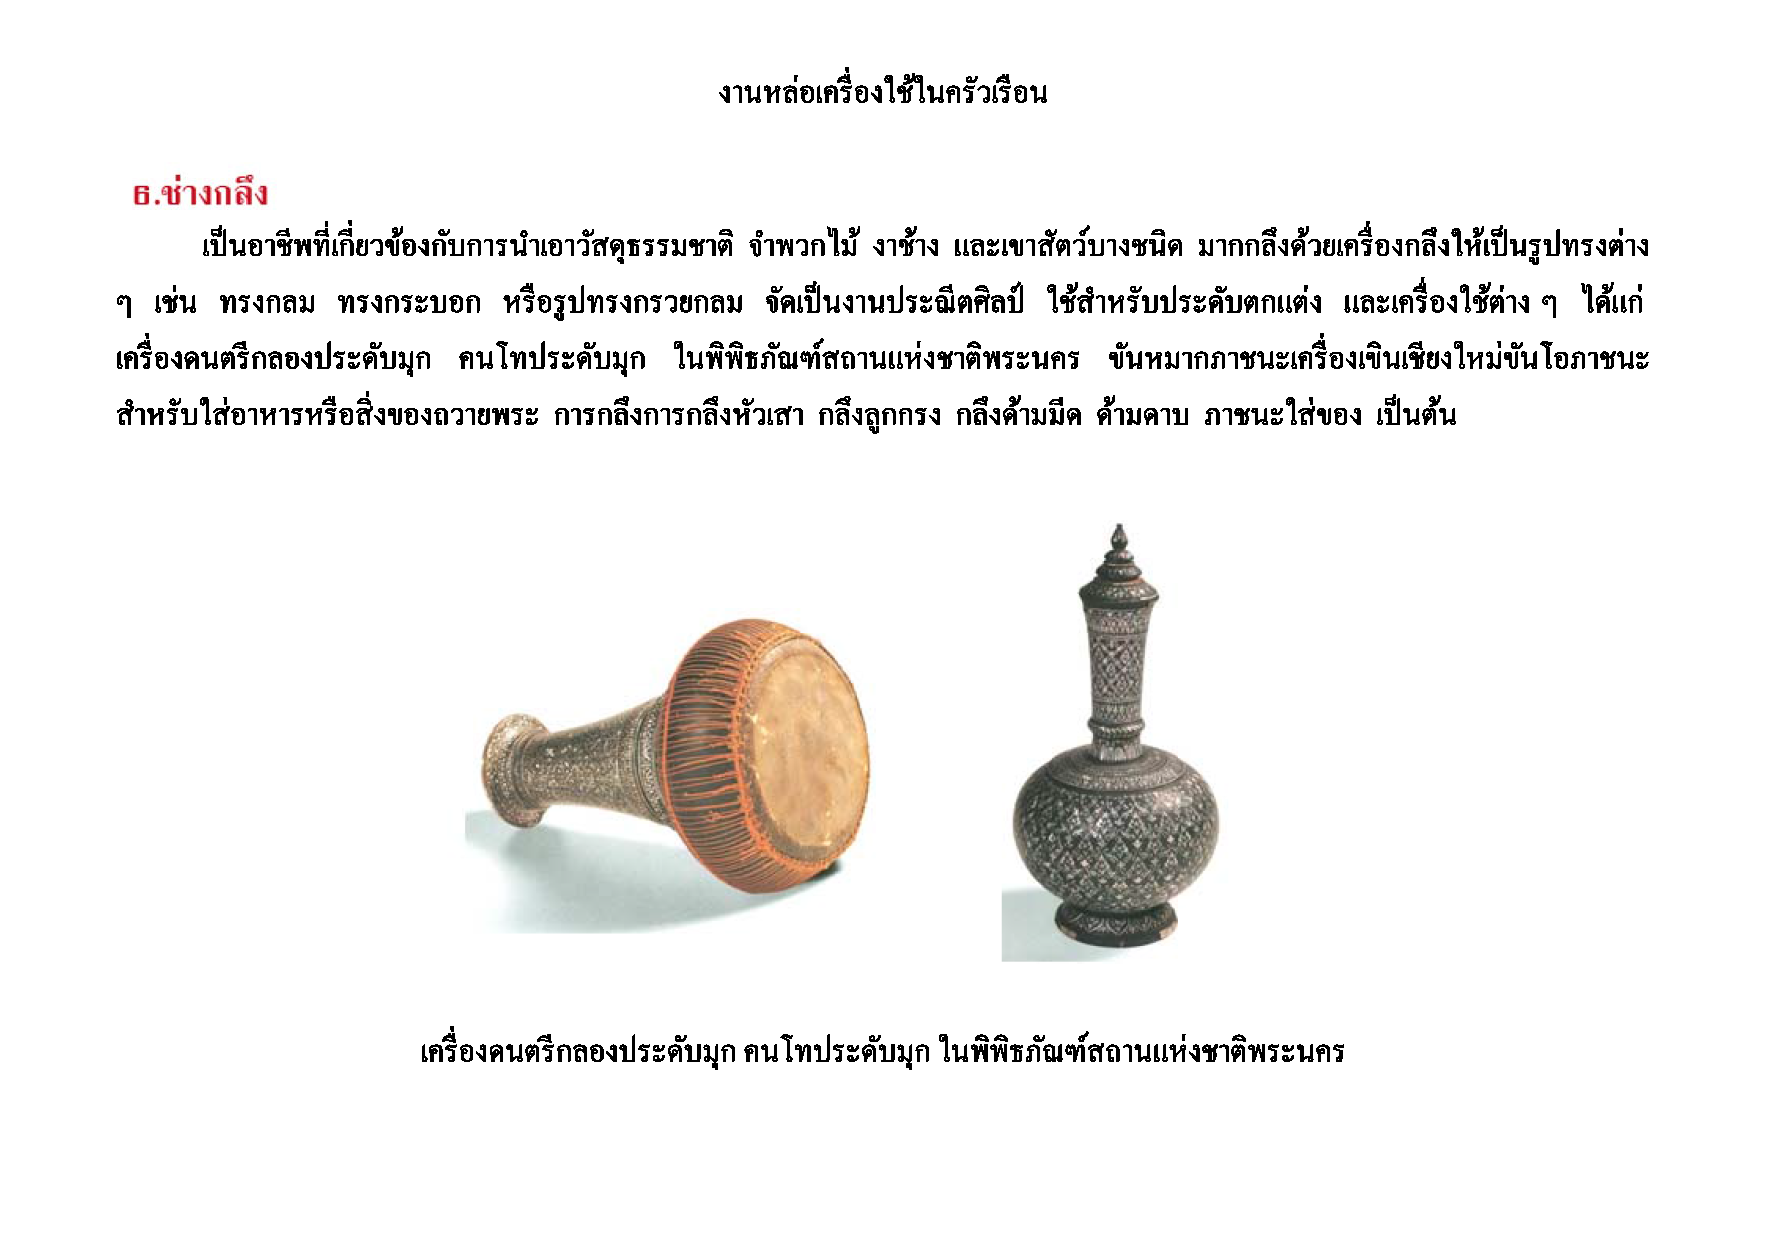 งานหล่อเครื่องใช้ในครัวเรือน
6.ช่างกลึง
เป็นอาชีพที่เกี่ยวข้องกับการนำเอาวัสดุธรรมชาติ จำพวกไม้ งาช้าง และเขาสัตว์บางชนิด มากกลึงด้วยเครื่องกลึงให้เป็นรูปทรงต่าง
ๆ เช่น ทรงกลม ทรงกระบอก หรือรูปทรงกรวยกลม จัดเป็นงานประณีตศิลป์ ใช้สำหรับประดับตกแต่ง และเครื่องใช้ต่าง ๆ ได้แก่
เครื่องดนตรีกลองประดับมุก คนโทประดับมุก ในพิพิธภัณฑ์สถานแห่งชาติพระนคร ขันหมากภาชนะเครื่องเขินเชียงใหม่ขันโอภาชนะ
สำหรับใส่อาหารหรือสิ่งของถวายพระ การกลึงการกลึงหัวเสา กลึงลูกกรง กลึงด้ามมีด ด้ามดาบ ภาชนะใส่ของ เป็นต้น
เครื่องดนตรีกลองประดับมุก คนโทประดับมุก ในพิพิธภัณฑ์สถานแห่งชาติพระนคร